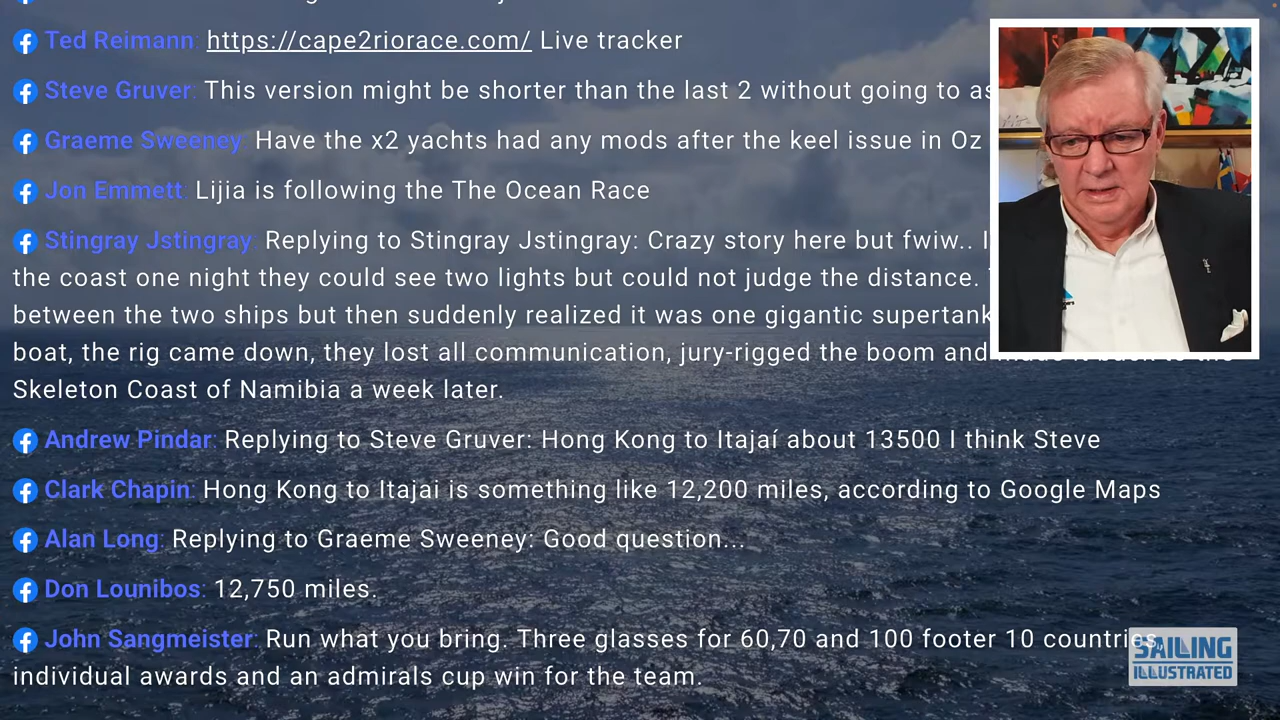 Ted Reimann: https://cape2riorace.com/ Live tracker
Steve Gruver: This version might be shorter than the last 2 without going to
Graeme Sweeney: Have the x2 yachts had any mods after the keel issue in Oz
Jon Emmett: Lijia is following the The Ocean Race
Stingray Jstingray: Replying to Stingray Jstingray: Crazy story here but fwiw..
the coast one night they could see two lights but could not judge the distance.
between the two ships but then suddenly realized it was one gigantic
boat, the rig came down, they lost all communication, jury-rigged the boom and
Skeleton Coast of Namibia a week later.
Andrew Pindar: Replying to Steve Gruver: Hong Kong to Itajaí about 13500 I think Steve
Clark Chapin: Hong Kong to Itajai is something like 12,200 miles, according to Google Maps
Alan Long: Replying to Graeme Sweeney: Good question...
Don Lounibos: 12,750 miles.
John Sangmeister: Run what you bring. Three glasses for 60,70 and 100 footer 10 countries
individual awards and an admirals cup win for the team.
SAILING
ILLUSTRATED